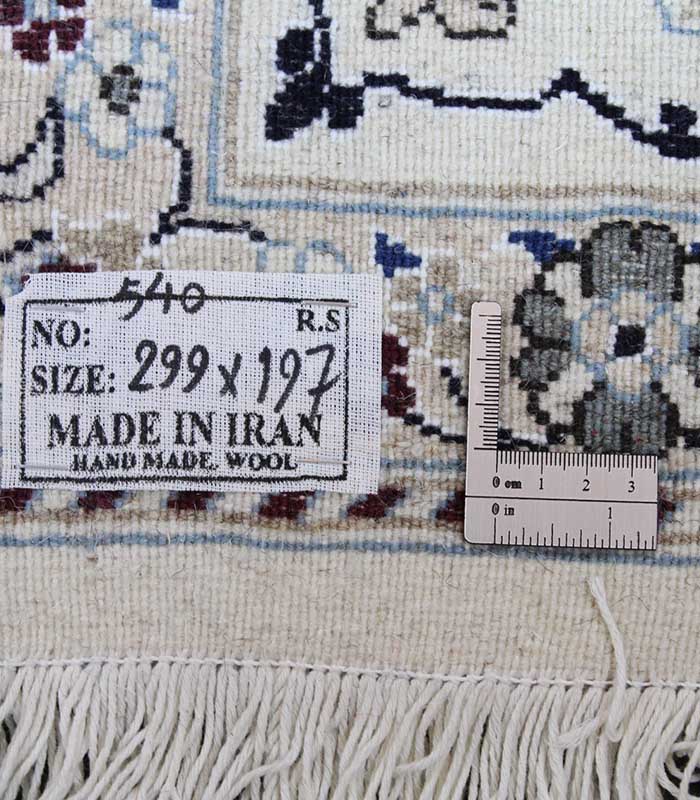 540
R.S
NO:
SIZE: 299 x 197
MADE IN IRAN
HAND MADE. WOOL
0 cm 1 2 3
0 in 1